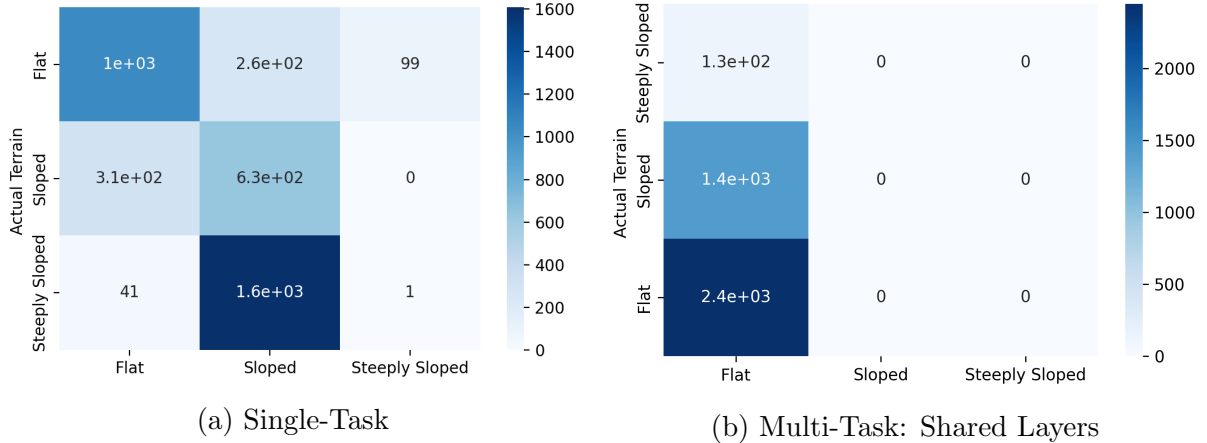 Actual Terrain
Flat
Sloped
Steeply Sloped
1e+03 2.6e+02 99
3.1e+02 6.3e+02 0
41 1.6e+03 1
Flat Sloped Steeply Sloped
1600
1400
1200
1000
800
600
400
200
0
(a) Single-Task
Actual Terrain
Steeply Sloped
Sloped
Flat
1.3e+02 0 0
1.4e+03 0 0
2.4e+03 0 0
Flat Sloped Steeply Sloped
2000
1500
1000
500
0
(b) Multi-Task: Shared Layers